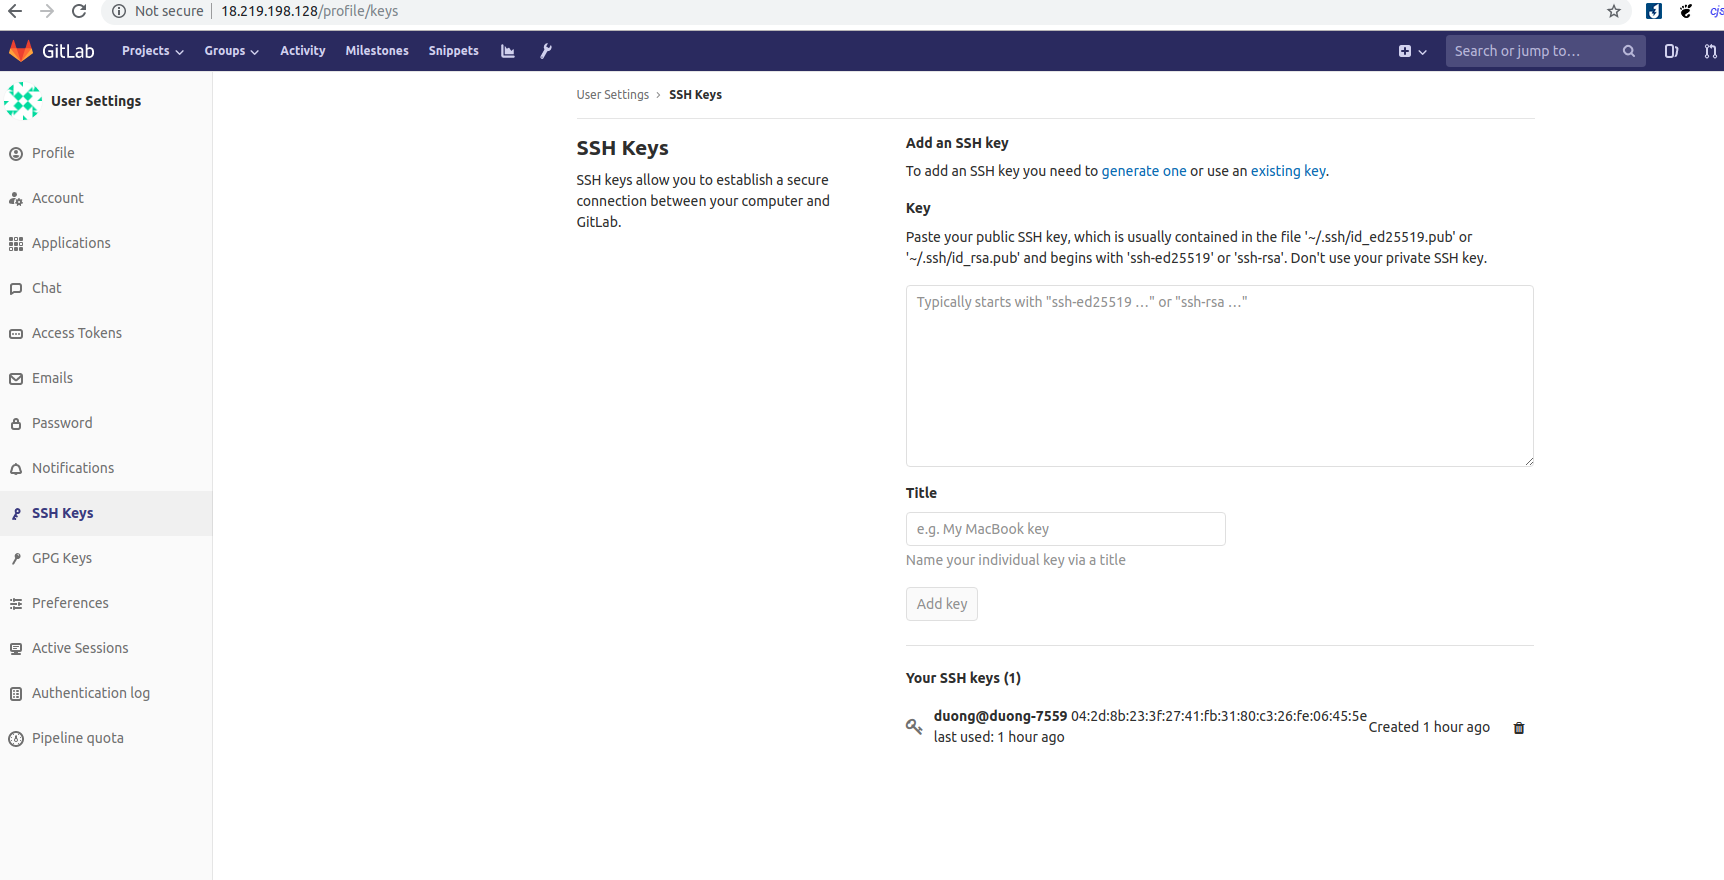 Not secure 18.219.198.128/profile/keys
cjs
GitLab Projects Groups Activity Milestones Snippets Search or jump to...
User Settings
Profile
Account
Applications
Chat
Access Tokens
Emails
Password
Notifications
SSH Keys
GPG Keys
Preferences
Active Sessions
Authentication log
Pipeline quota
User Settings › SSH Keys
SSH Keys
SSH keys allow you to establish a secure
connection between your computer and
GitLab.
Add an SSH key
To add an SSH key you need to generate one or use an existing key.
Key
Paste your public SSH key, which is usually contained in the file '~/.ssh/id_ed25519.pub' or
'~/.ssh/id_rsa.pub' and begins with 'ssh-ed25519' or 'ssh-rsa'. Don't use your private SSH key.
Typically starts with "ssh-ed25519 ..." or "ssh-rsa ..."
Title
e.g. My MacBook key
Name your individual key via a title
Add key
Your SSH keys (1)
duong@duong-7559 04:2d:8b:23:3f:27:41:fb:31:80:c3:26:fe:06:45:5e
last used: 1 hour ago
Created 1 hour ago